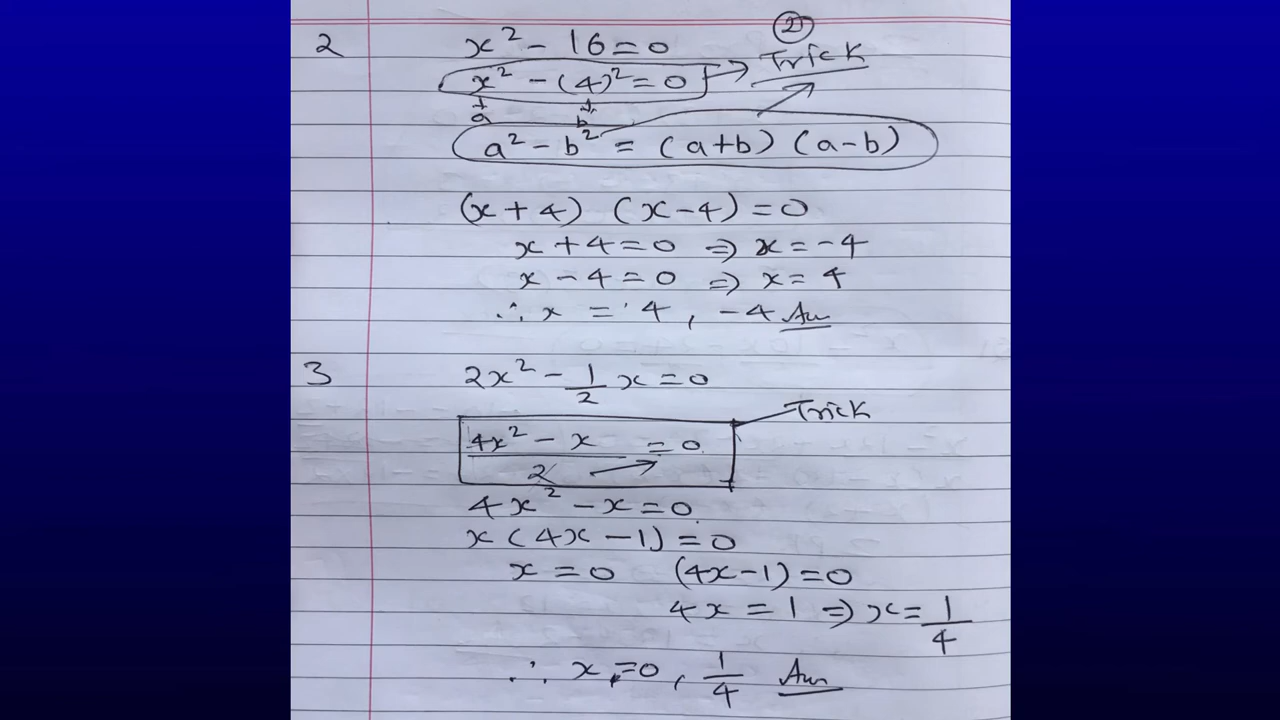 ②
2 x² - 16 = 0
x² - (4)² = 0 → Trick
a b
a² - b² = (a+b) (a-b)
(x + 4) (x - 4) = 0
x + 4 = 0 ⇒ x = -4
x - 4 = 0 ⇒ x = 4
∴ x = 4, -4 Ans
3 2x² - 1/2 x = 0
Trick
4x² - x / 2 = 0
4x² - x = 0
x (4x - 1) = 0
x = 0 (4x - 1) = 0
4x = 1 ⇒ x = 1/4
∴ x = 0, 1/4 Ans